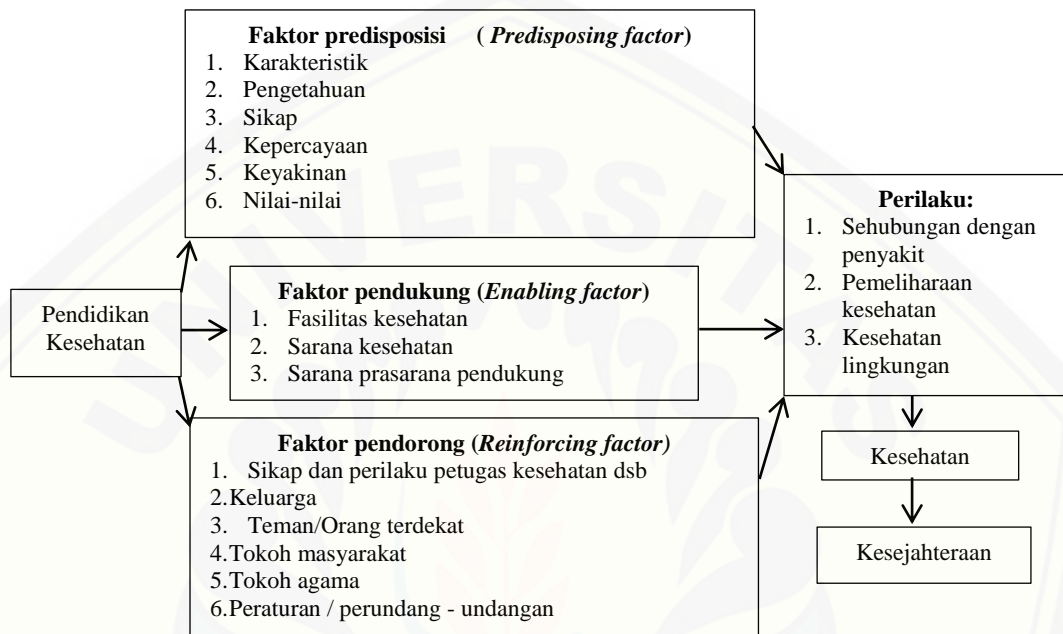 Faktor predisposisi ( Predisposing factor)
1. Karakteristik
2. Pengetahuan
3. Sikap
4. Kepercayaan
5. Keyakinan
6. Nilai-nilai
Pendidikan
Kesehatan
Faktor pendukung (Enabling factor)
1. Fasilitas kesehatan
2. Sarana kesehatan
3. Sarana prasarana pendukung
Faktor pendorong (Reinforcing factor)
1. Sikap dan perilaku petugas kesehatan dsb
2.Keluarga
3. Teman/Orang terdekat
4.Tokoh masyarakat
5.Tokoh agama
6.Peraturan / perundang - undangan
Perilaku:
1. Sehubungan dengan
penyakit
2. Pemeliharaan
kesehatan
3. Kesehatan
lingkungan
Kesehatan
Kesejahteraan
UNIVERSITAS